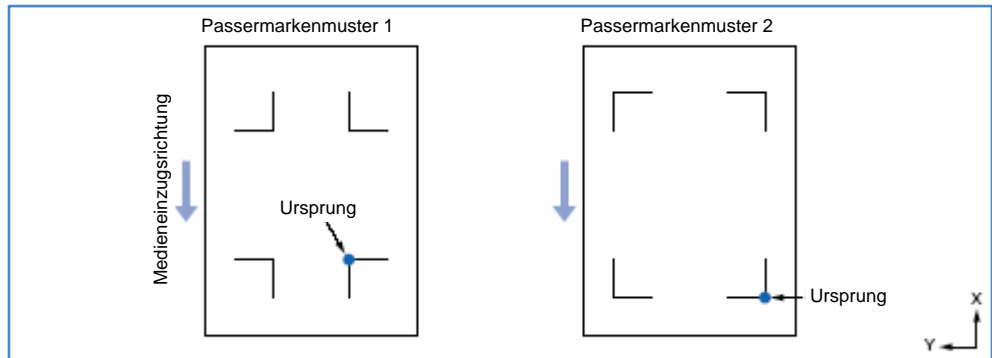 Passermarkenmuster 1
Passermarkenmuster 2
Medieneinzugsrichtung
Ursprung
Ursprung
X
Y